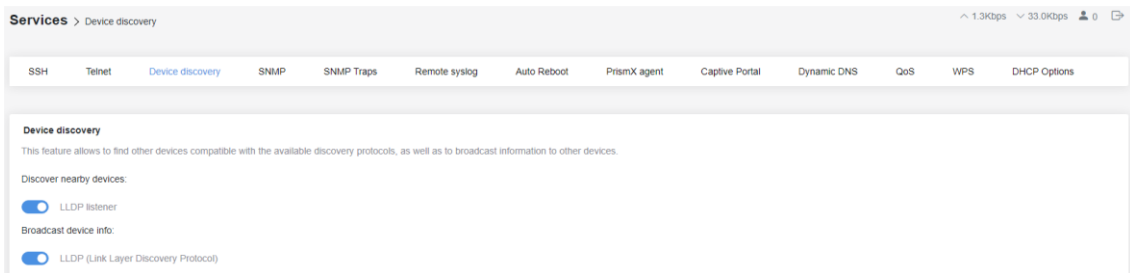 Services > Device discovery
1.3Kbps 33.0Kbps 0
SSH Telnet Device discovery SNMP SNMP Traps Remote syslog Auto Reboot PrismX agent Captive Portal Dynamic DNS QoS WPS DHCP Options
Device discovery
This feature allows to find other devices compatible with the available discovery protocols, as well as to broadcast information to other devices.
Discover nearby devices:
LLDP listener
Broadcast device info:
LLDP (Link Layer Discovery Protocol)